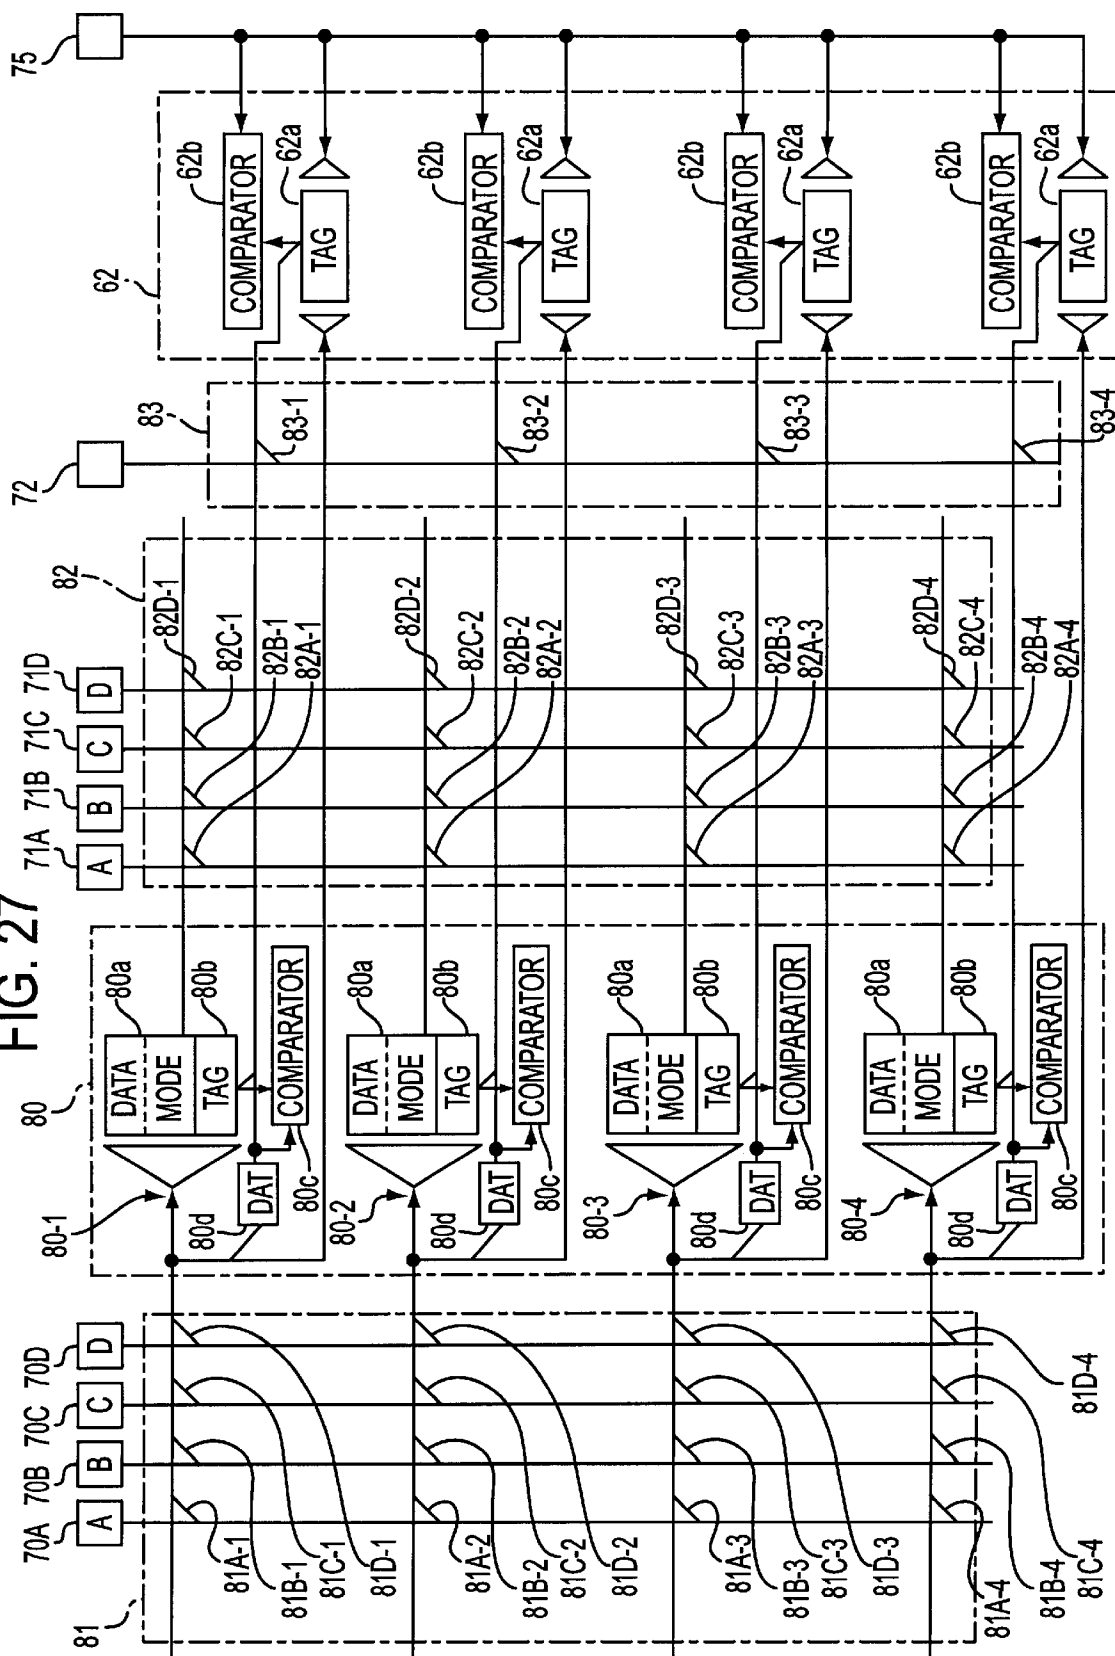 FIG. 27
81
70A
A
70B
B
70C
C
70D
D
81A-1
81B-1
81C-1
81D-1
81A-2
81B-2
81C-2
81D-2
81A-3
81B-3
81C-3
81D-3
81A-4
81B-4
81C-4
81D-4
80
80-1
DATA
MODE
TAG
80a
80b
80d
DAT
80c
COMPARATOR
80-2
DATA
MODE
TAG
80a
80b
80d
DAT
80c
COMPARATOR
80-3
DATA
MODE
TAG
80a
80b
80d
DAT
80c
COMPARATOR
80-4
DATA
MODE
TAG
80a
80b
80d
DAT
80c
COMPARATOR
71A
A
71B
B
71C
C
71D
D
82
82D-1
82C-1
82B-1
82A-1
82D-2
82C-2
82B-2
82A-2
82D-3
82C-3
82B-3
82A-3
82D-4
82C-4
82B-4
82A-4
72
83
83-1
83-2
83-3
83-4
62
75
COMPARATOR
62b
TAG
62a
COMPARATOR
62b
TAG
62a
COMPARATOR
62b
TAG
62a
COMPARATOR
62b
TAG
62a